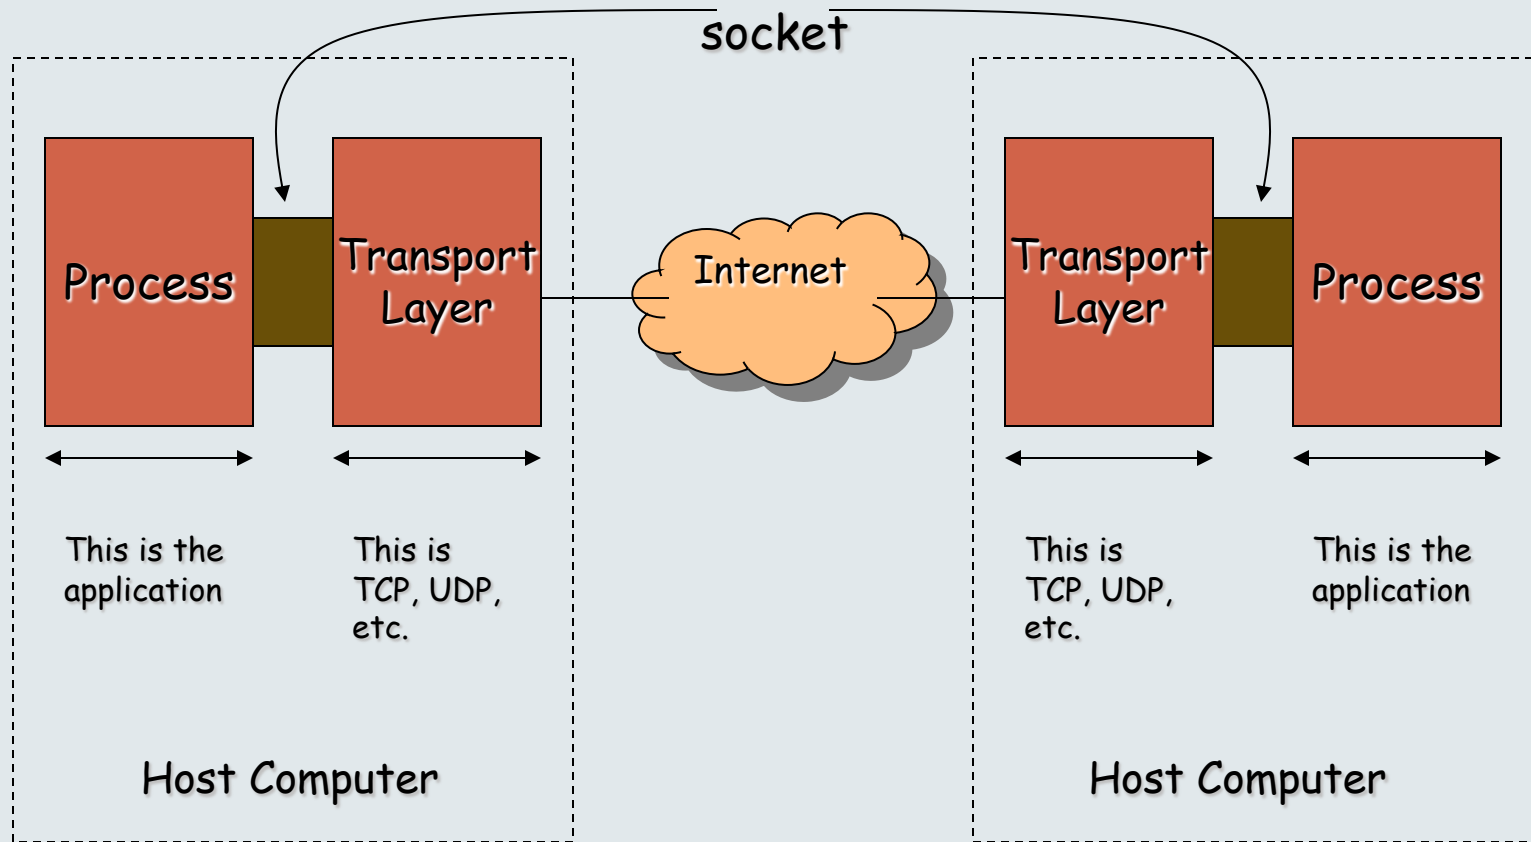 socket
Process
Transport
Layer
Internet
Transport
Layer
Process
This is the
application
This is
TCP, UDP,
etc.
This is
TCP, UDP,
etc.
This is the
application
Host Computer
Host Computer